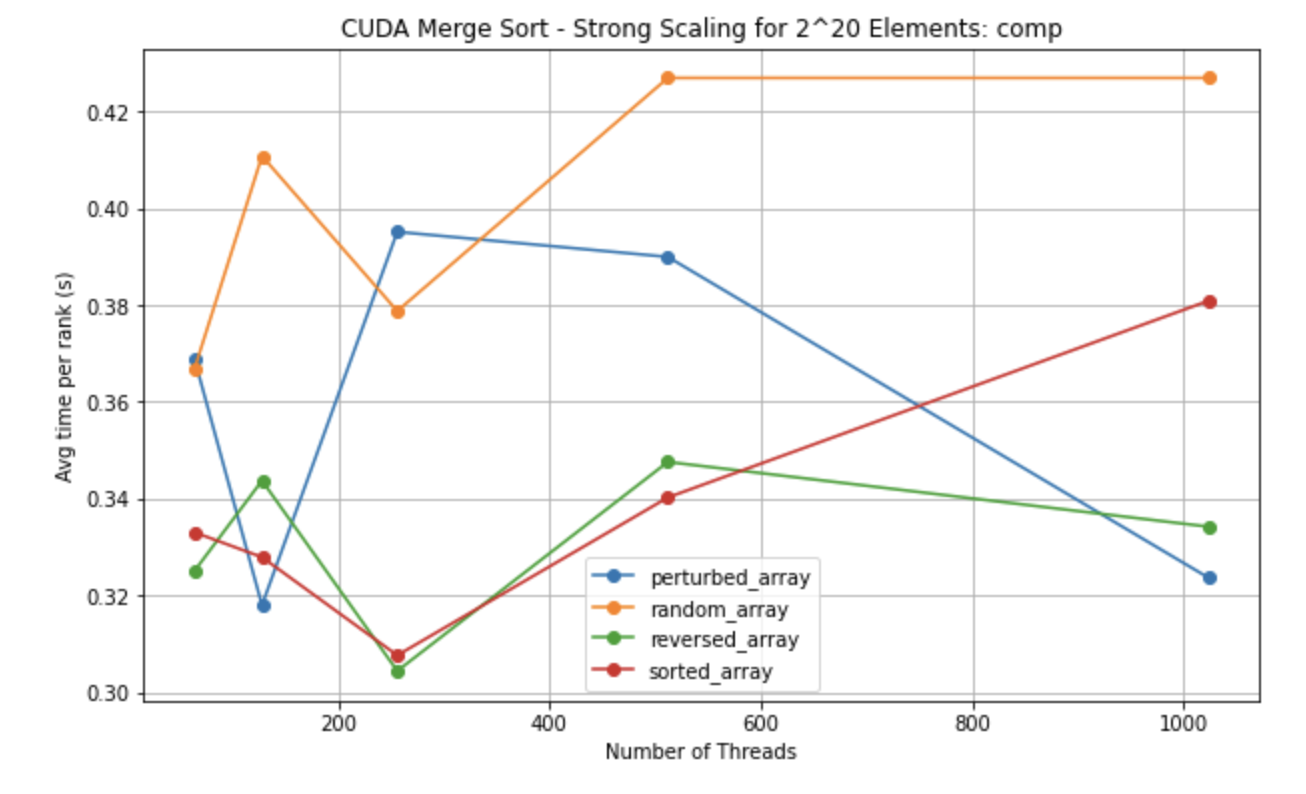 CUDA Merge Sort - Strong Scaling for 2^20 Elements: comp
Avg time per rank (s)
0.42
0.40
0.38
0.36
0.34
0.32
0.30
perturbed_array
random_array
reversed_array
sorted_array
200
400
600
800
1000
Number of Threads